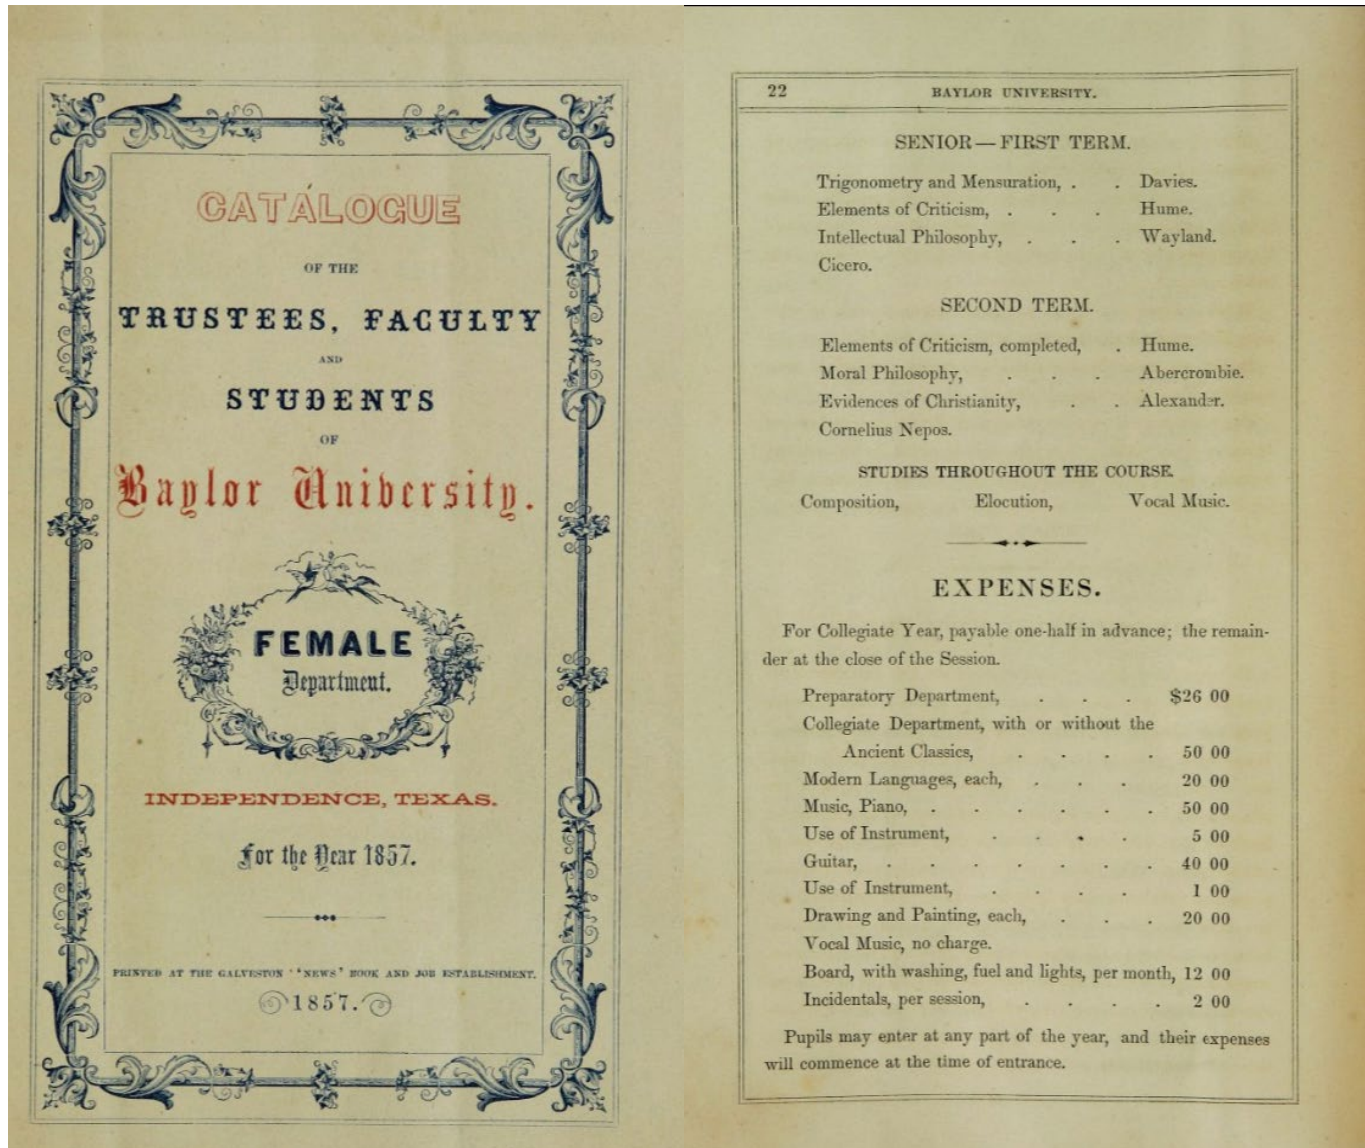 CATALOGUE
OF THE
TRUSTEES, FACULTY
AND
STUDENTS
OF
Baylor University.
FEMALE
Department.
INDEPENDENCE, TEXAS.
For the Year 1857.
PRINTED AT THE GALVESTON "NEWS" BOOK AND JOB ESTABLISHMENT.
1857.
22 BAYLOR UNIVERSITY.
SENIOR — FIRST TERM.
Trigonometry and Mensuration, . . Davies.
Elements of Criticism, . . . Hume.
Intellectual Philosophy, . . . Wayland.
Cicero.
SECOND TERM.
Elements of Criticism, completed, . Hume.
Moral Philosophy, . . . Abercrombie.
Evidences of Christianity, . . Alexander.
Cornelius Nepos.
STUDIES THROUGHOUT THE COURSE.
Composition, Elocution, Vocal Music.
EXPENSES.
For Collegiate Year, payable one-half in advance; the remain-
der at the close of the Session.
Preparatory Department, . . . $26 00
Collegiate Department, with or without the
Ancient Classics, . . . . 50 00
Modern Languages, each, . . . 20 00
Music, Piano, . . . . . . 50 00
Use of Instrument, . . . . 5 00
Guitar, . . . . . . . 40 00
Use of Instrument, . . . . 1 00
Drawing and Painting, each, . . . 20 00
Vocal Music, no charge.
Board, with washing, fuel and lights, per month, 12 00
Incidentals, per session, . . . . 2 00
Pupils may enter at any part of the year, and their expenses
will commence at the time of entrance.